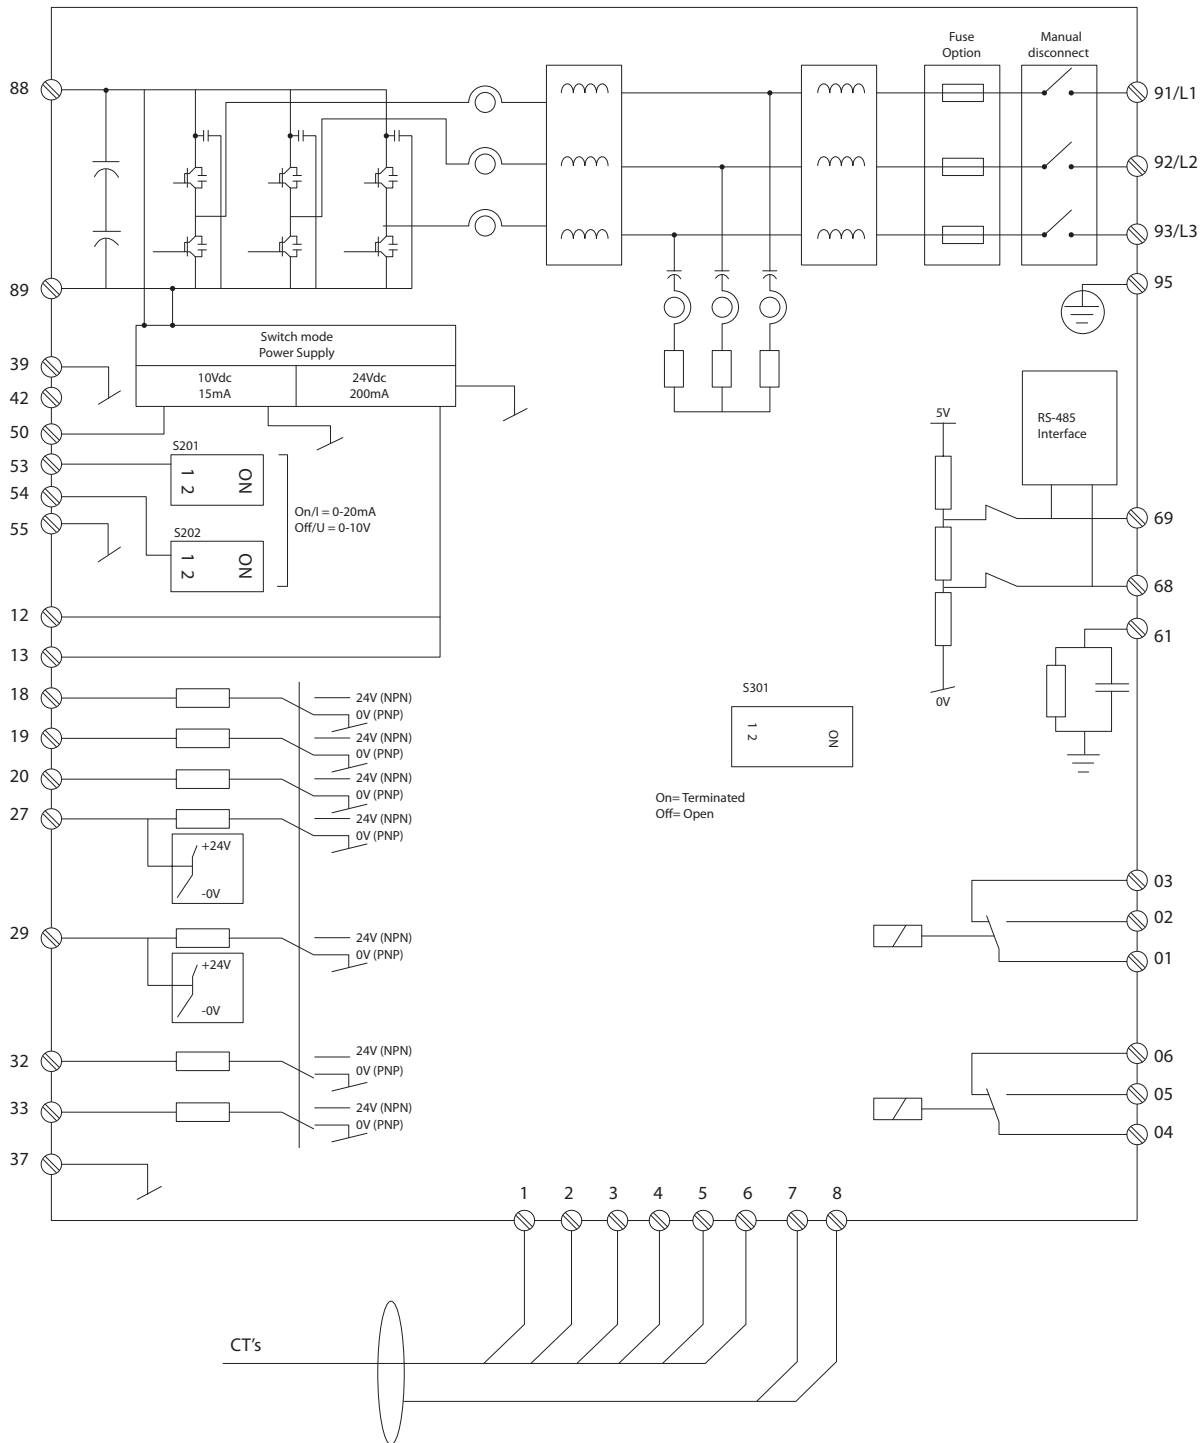 Fuse
Option
Manual
disconnect
88
91/L1
92/L2
93/L3
89
95
Switch mode
Power Supply
10Vdc
15mA
24Vdc
200mA
39
42
50
53
54
55
S201
1 2
ON
S202
1 2
ON
On/I = 0-20mA
Off/U = 0-10V
5V
RS-485
Interface
69
68
61
0V
12
13
18
24V (NPN)
0V (PNP)
19
24V (NPN)
0V (PNP)
20
24V (NPN)
0V (PNP)
27
24V (NPN)
0V (PNP)
+24V
-0V
S301
1 2
ON
On= Terminated
Off= Open
29
24V (NPN)
0V (PNP)
+24V
-0V
03
02
01
32
24V (NPN)
0V (PNP)
33
24V (NPN)
0V (PNP)
37
06
05
04
1 2 3 4 5 6 7 8
CT's